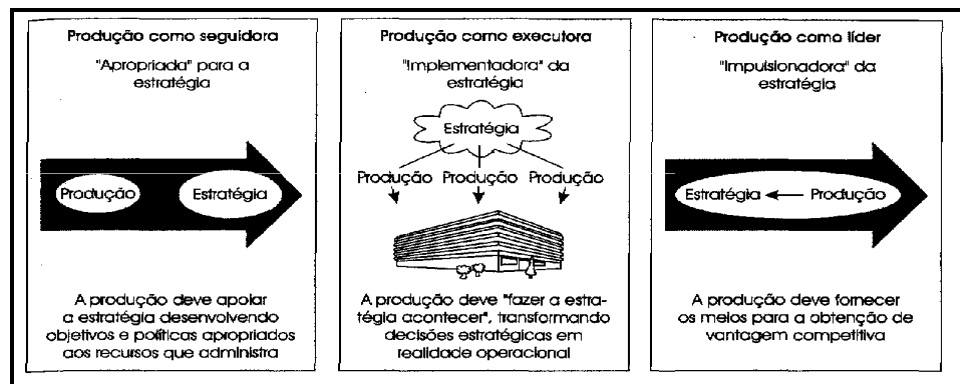 Produção como seguidora
"Apropriada" para a
estratégia
Produção
Estratégia
A produção deve apoiar
a estratégia desenvolvendo
objetivos e políticas apropriados
aos recursos que administra
Produção como executora
"Implementadora" da
estratégia
Estratégia
Produção Produção Produção
A produção deve "fazer a estra-
tégia acontecer", transformando
decisões estratégicas em
realidade operacional
Produção como líder
"Impulsionadora" da
estratégia
Estratégia
Produção
A produção deve fornecer
os meios para a obtenção de
vantagem competitiva